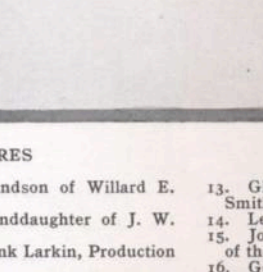 RES
ndson of Willard E.
nddaughter of J. W.
nk Larkin, Production
13. G
Smit
14. Le
15. Jo
of th
16. G